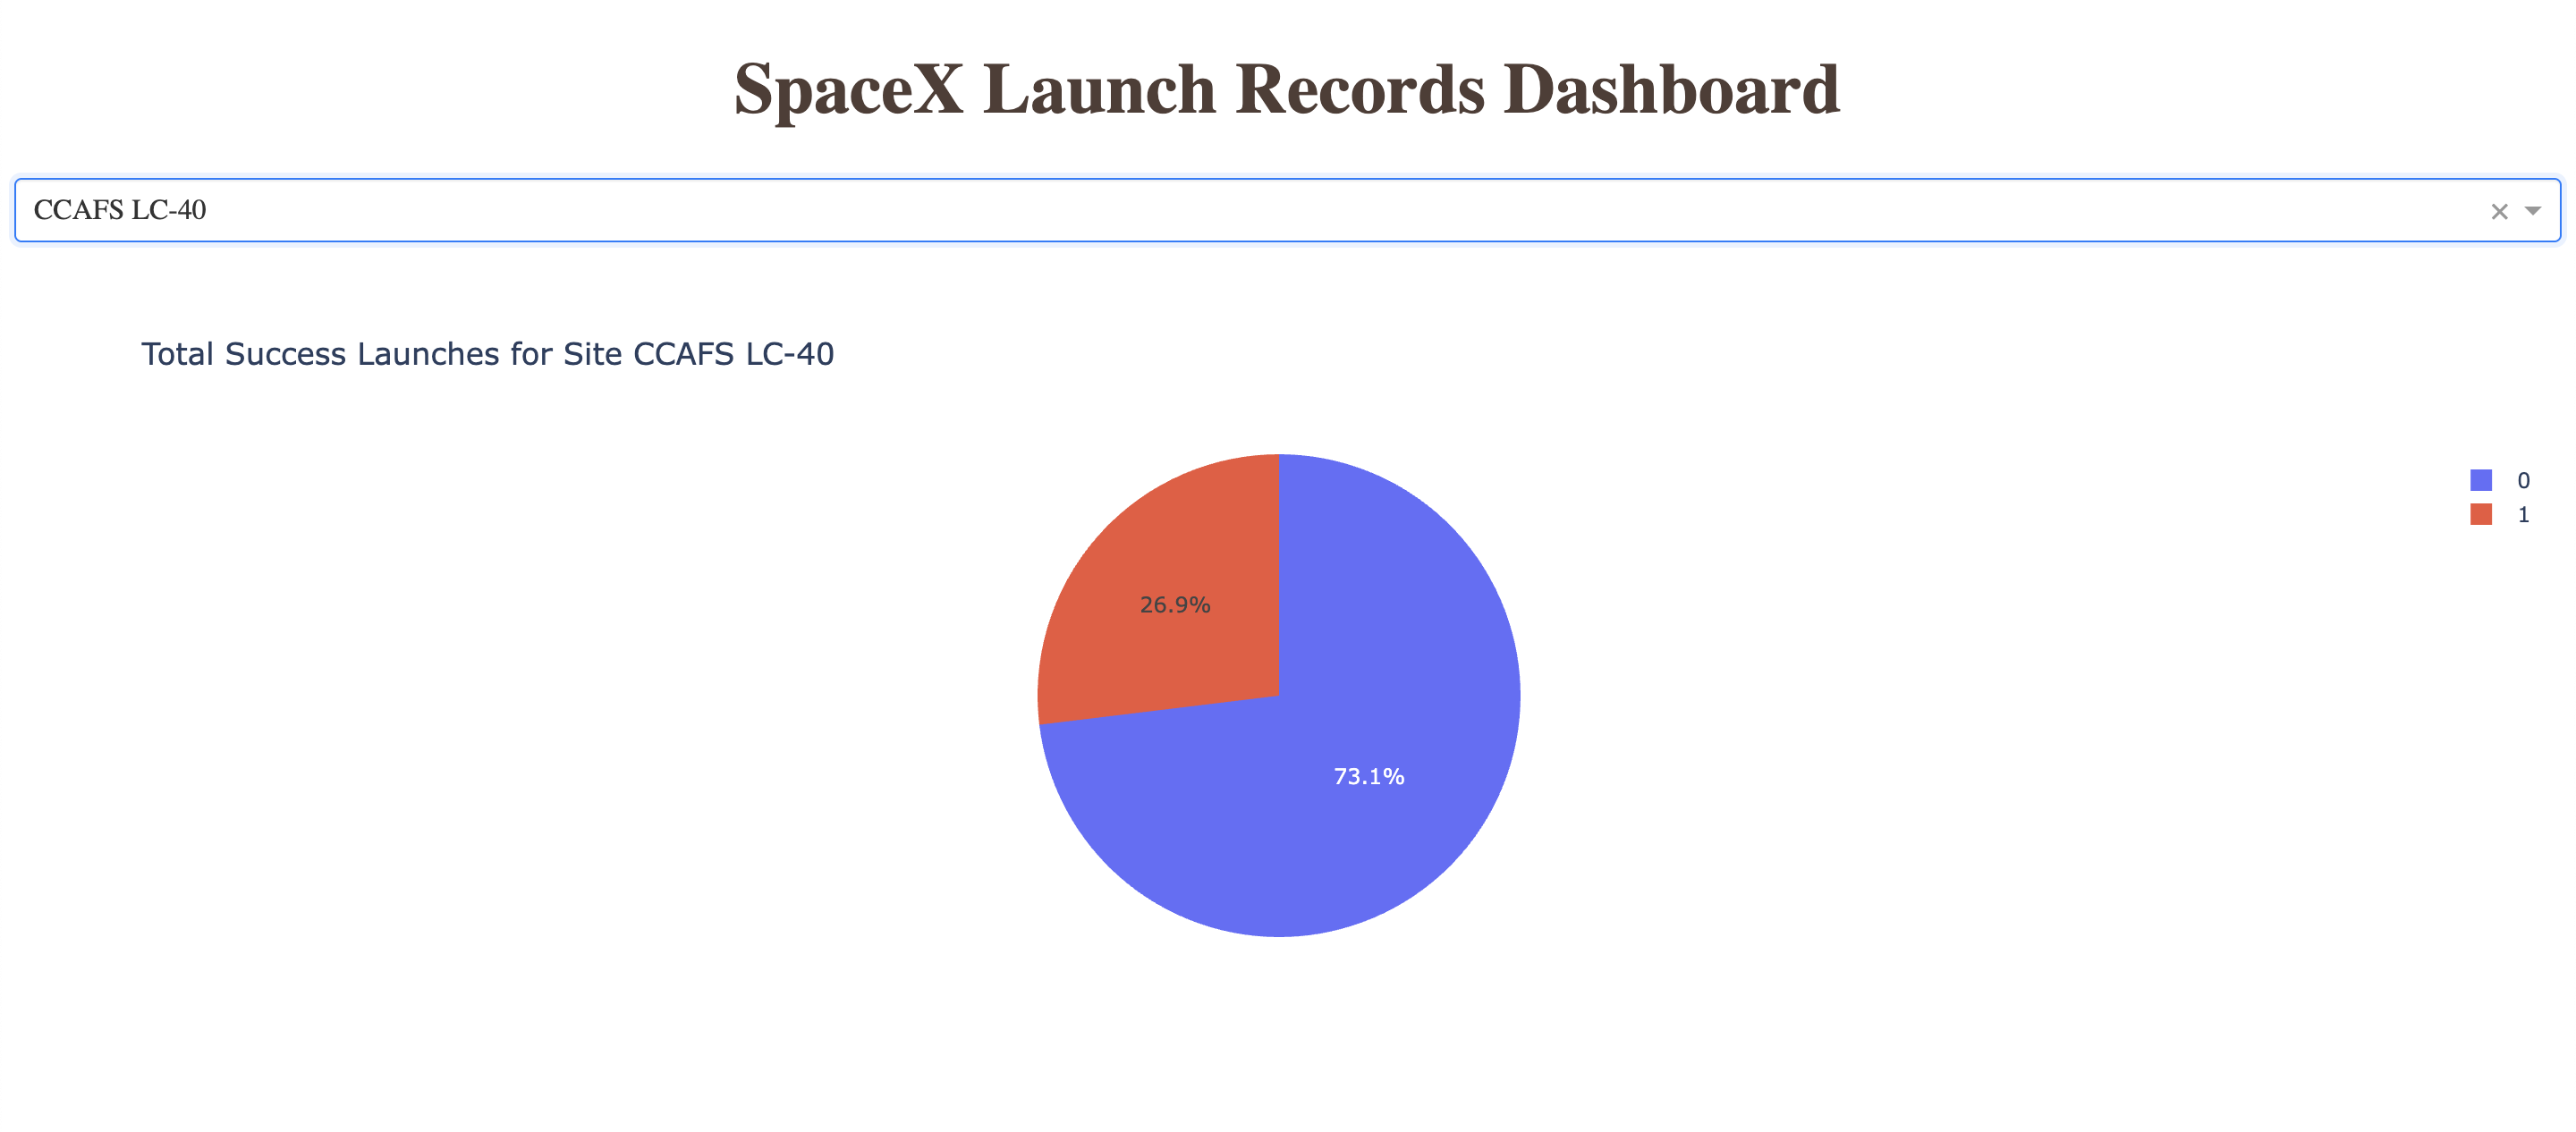 SpaceX Launch Records Dashboard
CCAFS LC-40
Total Success Launches for Site CCAFS LC-40
0
1
26.9%
73.1%